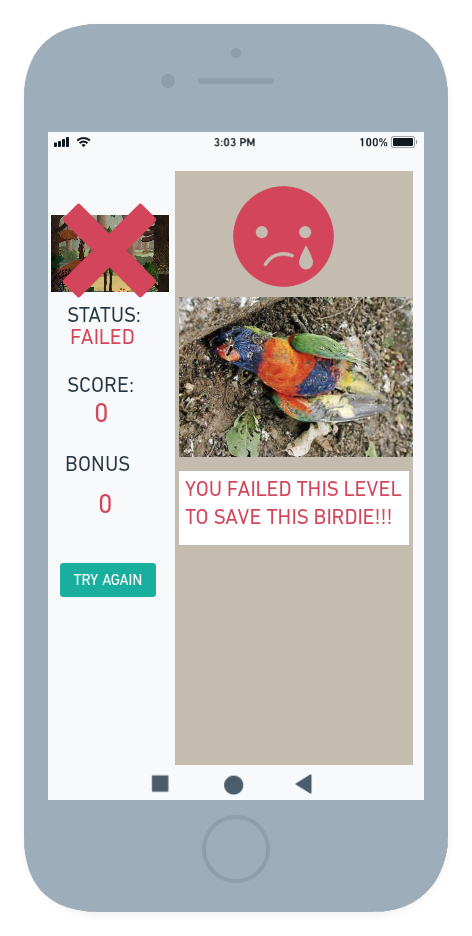 3:03 PM
100%
STATUS:
FAILED
SCORE:
0
BONUS
0
TRY AGAIN
YOU FAILED THIS LEVEL
TO SAVE THIS BIRDIE!!!